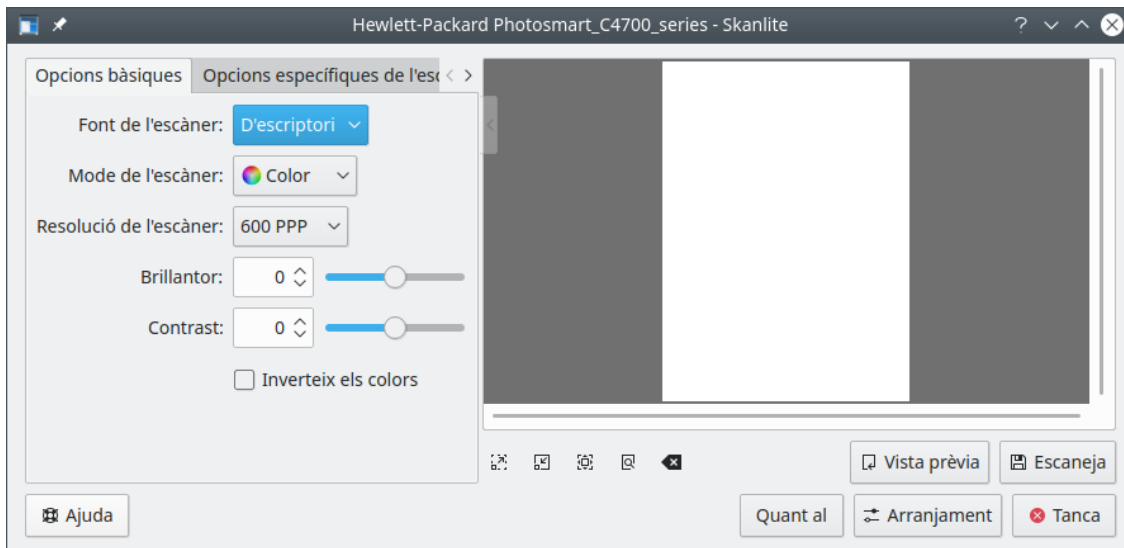 Hewlett-Packard Photosmart_C4700_series - Skanlite
Opcions bàsiques
Opcions específiques de l'esc
Font de l'escàner: D'escriptori
Mode de l'escàner: Color
Resolució de l'escàner: 600 PPP
Brillantor: 0
Contrast: 0
Inverteix els colors
Vista prèvia
Escaneja
Ajuda
Quant al
Arranjament
Tanca